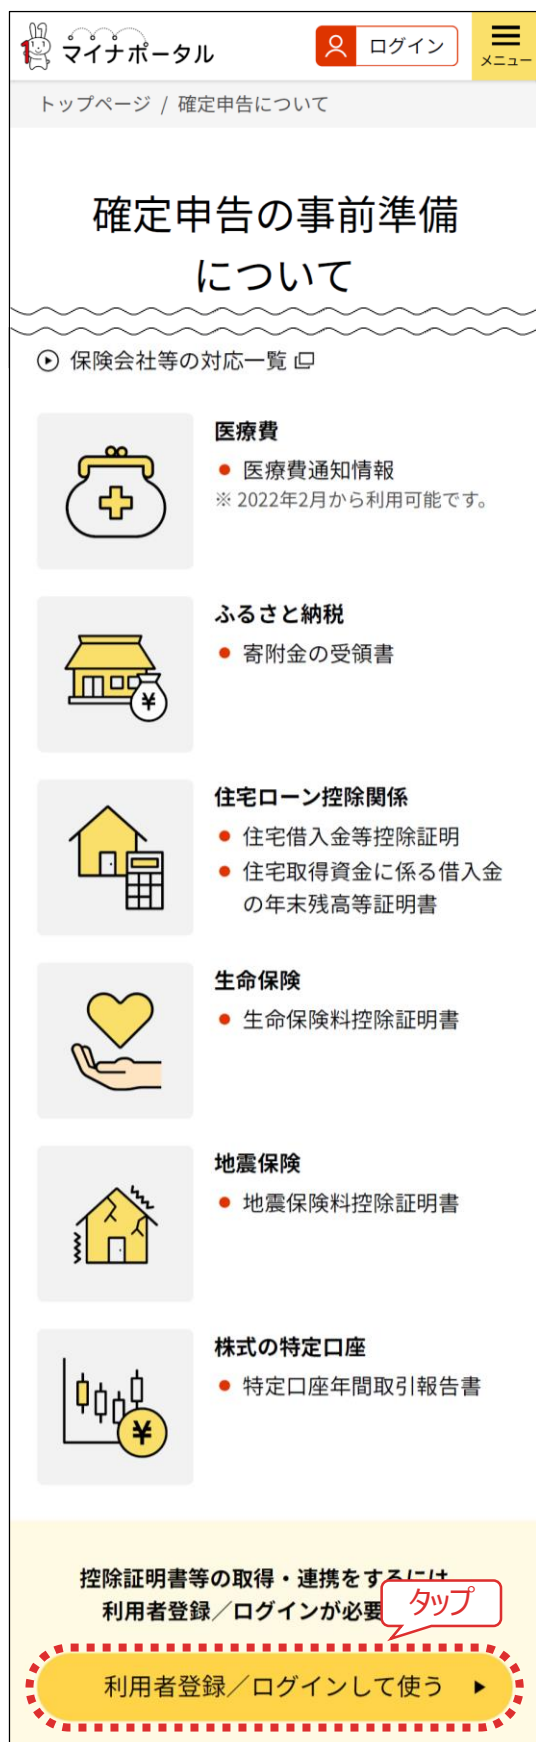 マイナポータル
ログイン
メニュー
トップページ / 確定申告について
確定申告の事前準備
について
保険会社等の対応一覧
医療費
医療費通知情報
※ 2022年2月から利用可能です。
ふるさと納税
寄附金の受領書
¥
住宅ローン控除関係
住宅借入金等控除証明
住宅取得資金に係る借入金
の年末残高等証明書
生命保険
生命保険料控除証明書
地震保険
地震保険料控除証明書
株式の特定口座
特定口座年間取引報告書
¥
控除証明書等の取得・連携をするには
利用者登録／ログインが必要
タップ
利用者登録／ログインして使う